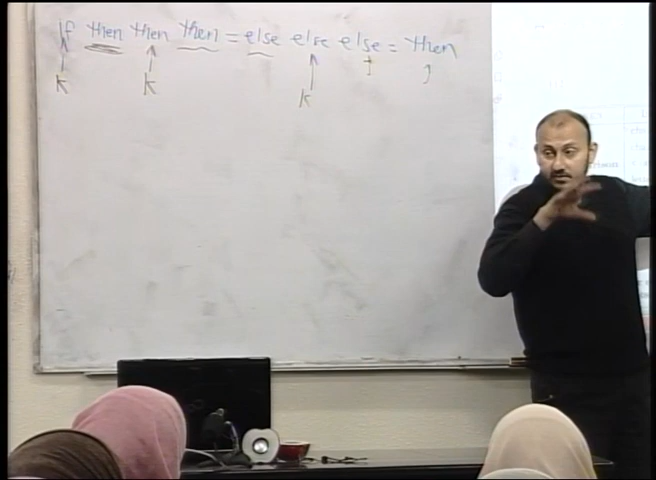 If then then then = else else else = then
k k k